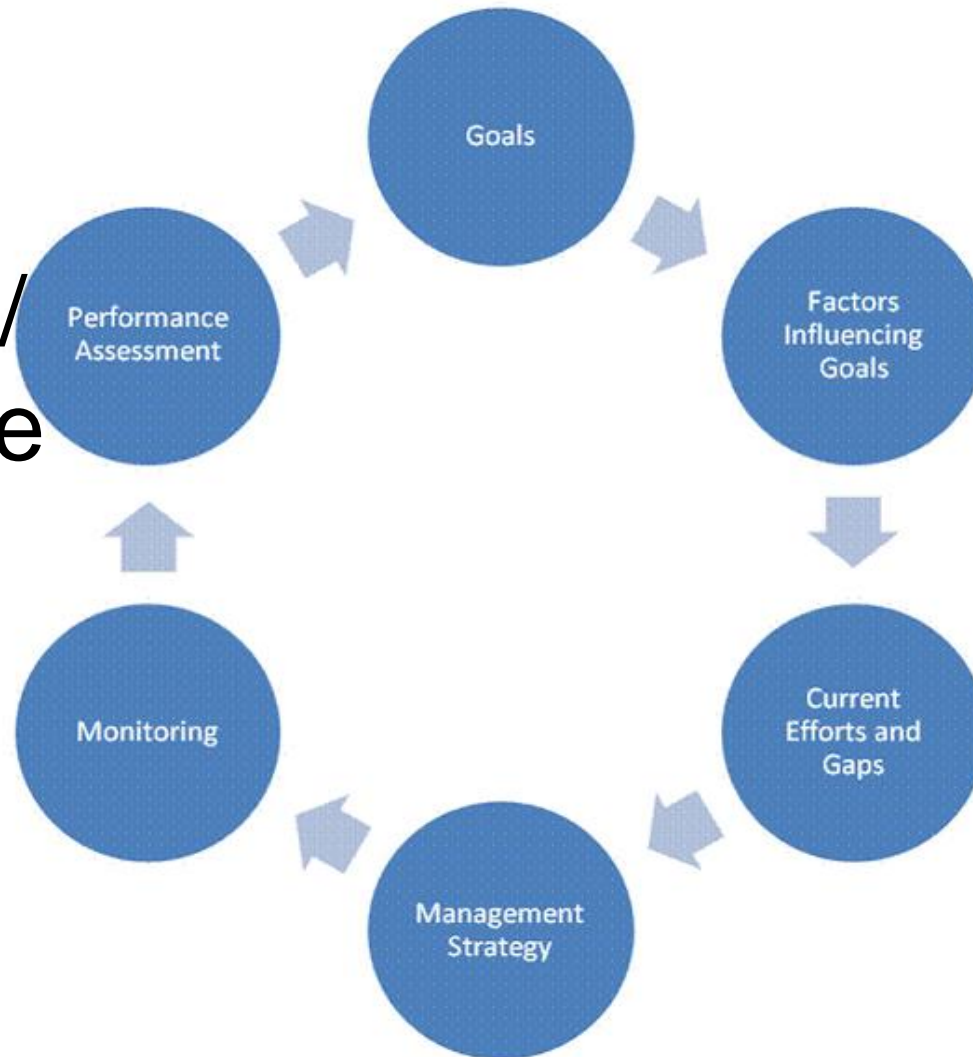 Goals
Factors
Influencing
Goals
Current
Efforts and
Gaps
Management
Strategy
Monitoring
Performance
Assessment
/
e